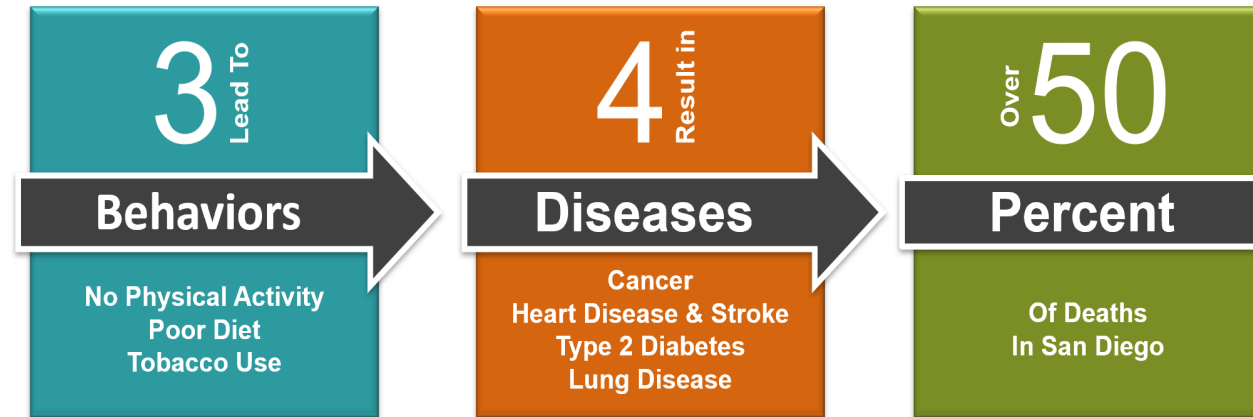 3 Lead To
Behaviors
No Physical Activity
Poor Diet
Tobacco Use
4 Result in
Diseases
Cancer
Heart Disease & Stroke
Type 2 Diabetes
Lung Disease
Over 50
Percent
Of Deaths
In San Diego